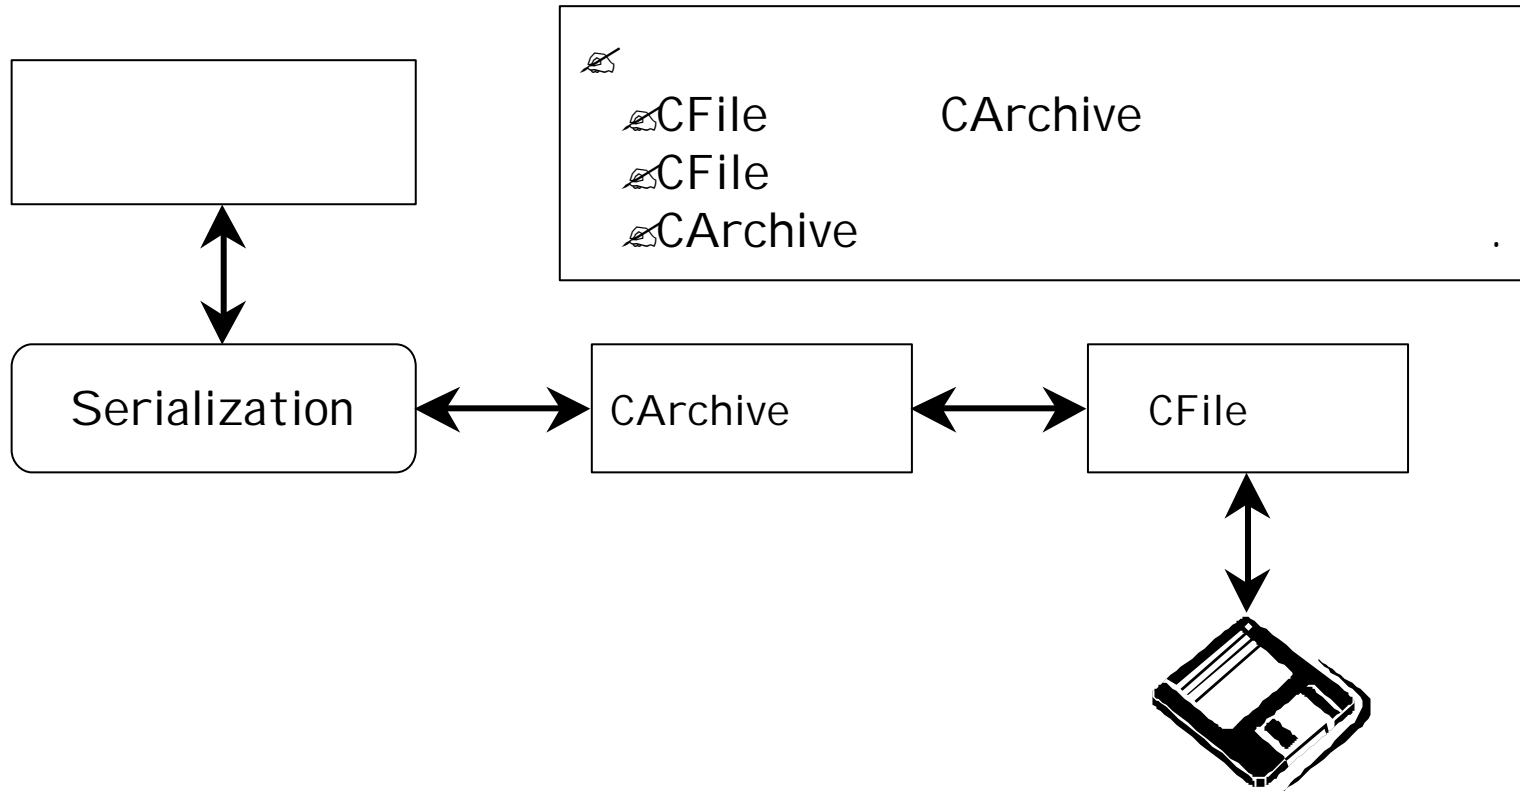 CFile CArchive
CFile
CArchive .
Serialization
CArchive
CFile